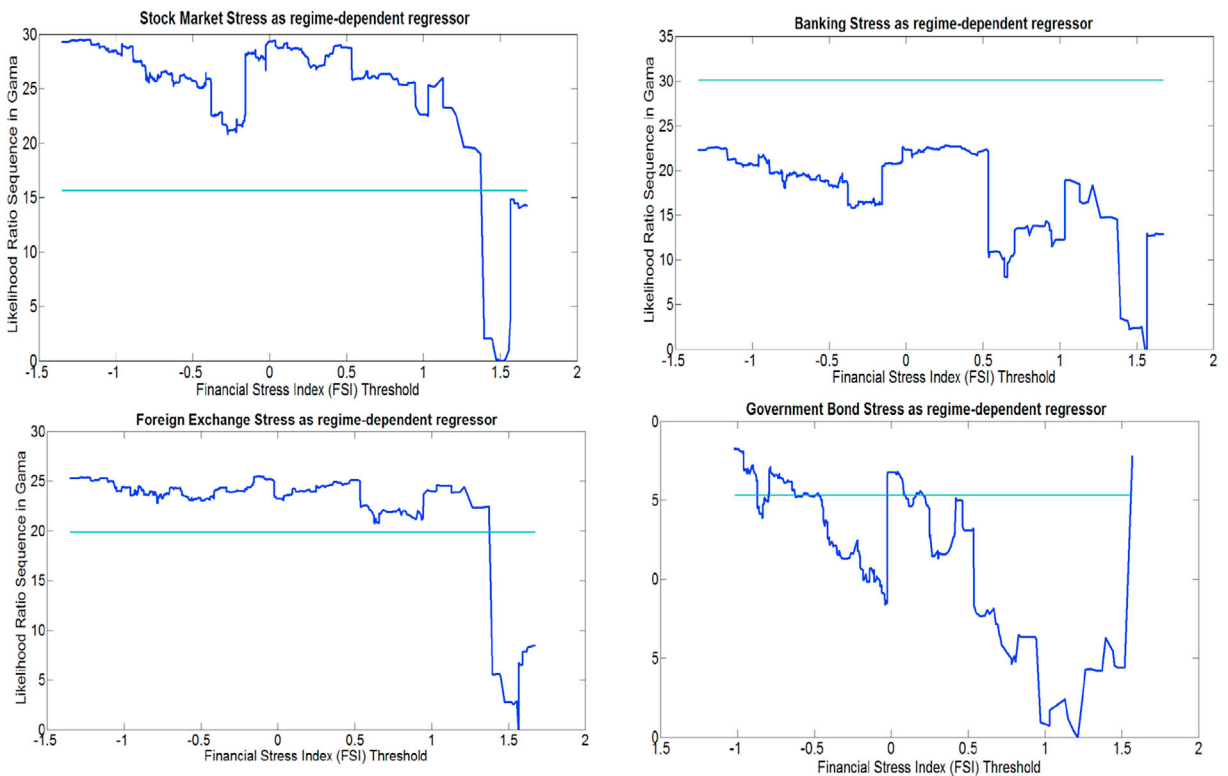 Stock Market Stress as regime-dependent regressor
Likelihood Ratio Sequence in Gama
30
25
20
15
10
5
0
-1.5 -1 -0.5 0 0.5 1 1.5 2
Financial Stress Index (FSI) Threshold
Banking Stress as regime-dependent regressor
Likelihood Ratio Sequence in Gama
35
30
25
20
15
10
5
0
-1.5 -1 -0.5 0 0.5 1 1.5 2
Financial Stress Index (FSI) Threshold
Foreign Exchange Stress as regime-dependent regressor
Likelihood Ratio Sequence in Gama
30
25
20
15
10
5
0
-1.5 -1 -0.5 0 0.5 1 1.5 2
Financial Stress Index (FSI) Threshold
Government Bond Stress as regime-dependent regressor
Likelihood Ratio Sequence in Gama
0
5
0
5
0
-1.5 -1 -0.5 0 0.5 1 1.5 2
Financial Stress Index (FSI) Threshold